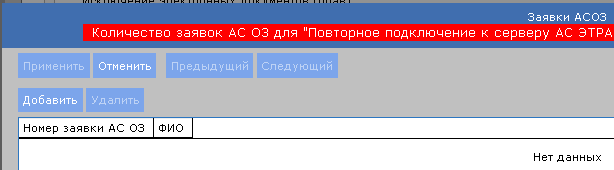 Заявки АСОЗ
Количество заявок АС ОЗ для "Повторное подключение к серверу АС ЭТРА
Применить Отменить Предыдущий Следующий
Добавить Удалить
Номер заявки АС ОЗ ФИО
Нет данных